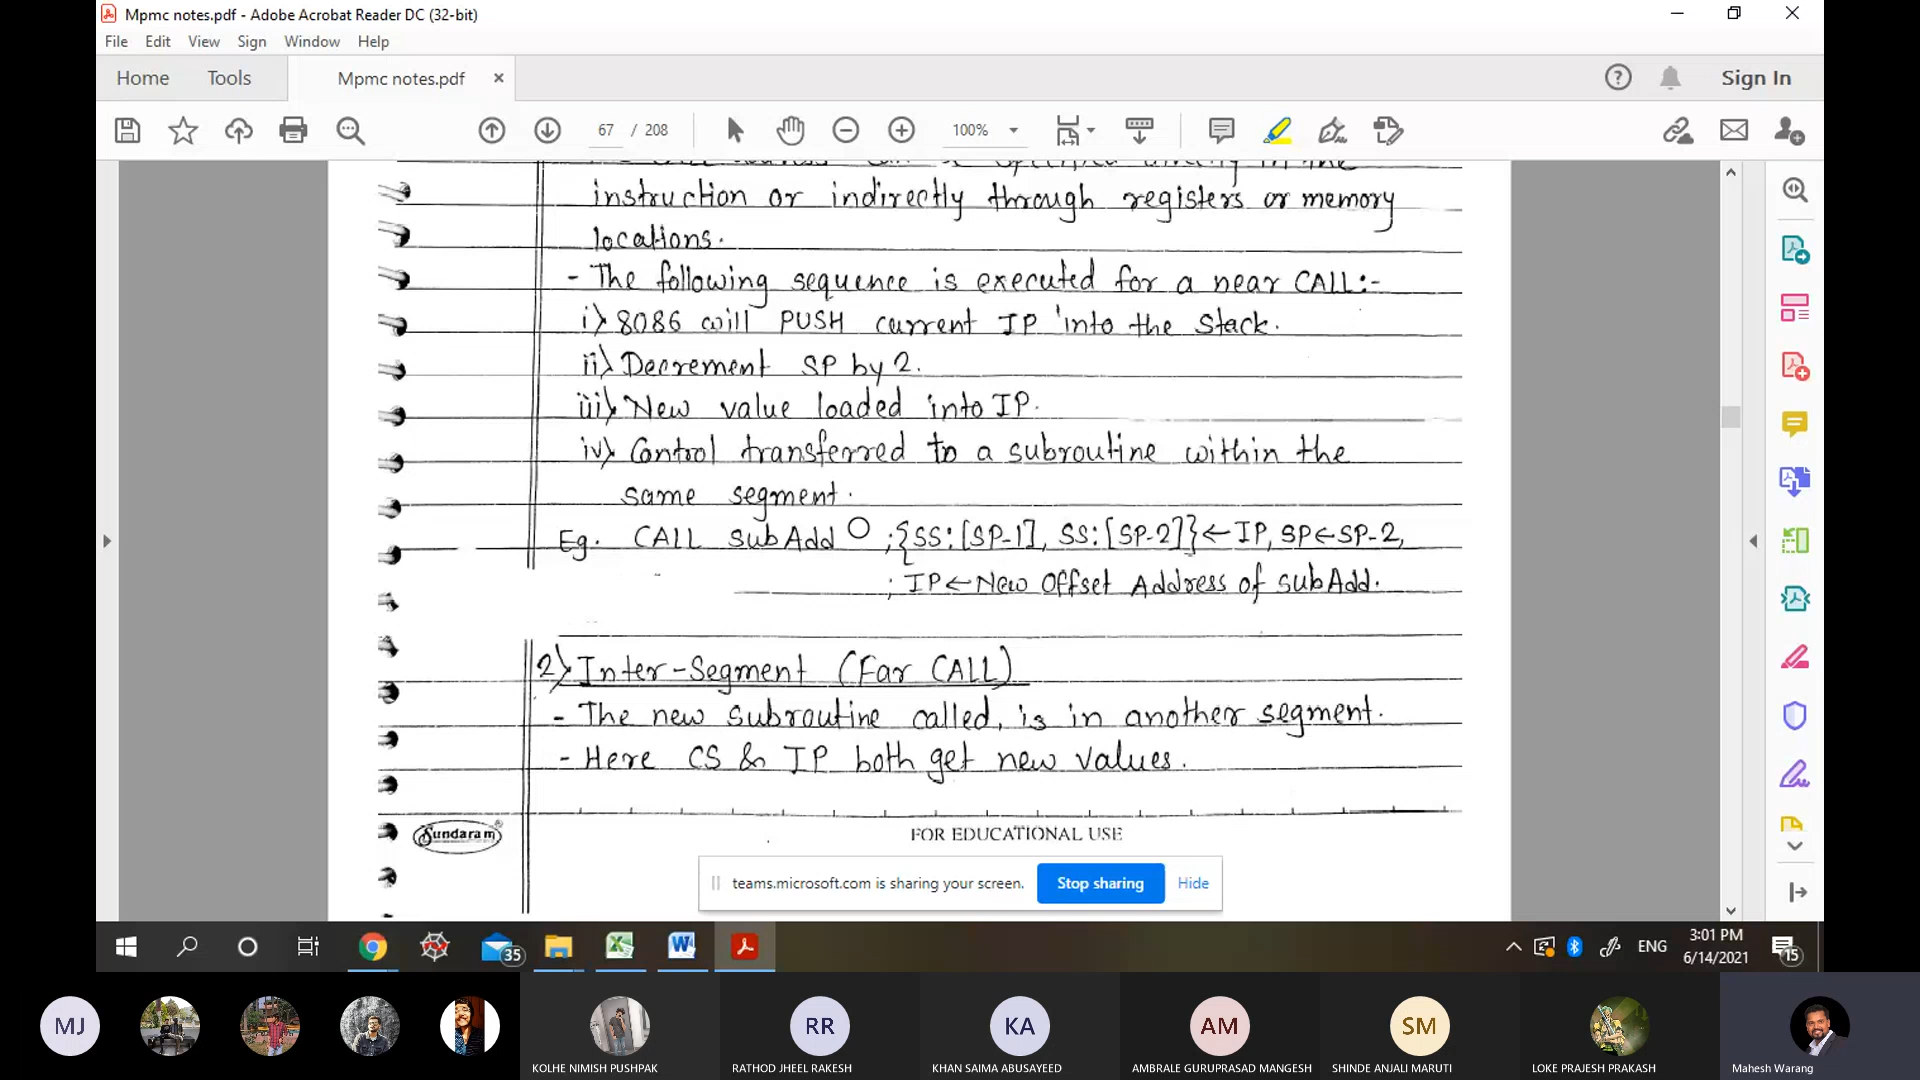 Mpmc notes.pdf - Adobe Acrobat Reader DC (32-bit)
File Edit View Sign Window Help
Home Tools Mpmc notes.pdf Sign In
67 / 208 100%
instruction or indirectly through registers or memory
locations.
- The following sequence is executed for a near CALL:-
i) 8086 will PUSH current IP into the Stack.
ii) Decrement SP by 2.
iii) New value loaded into IP.
iv) Control transferred to a subroutine within the
same segment.
Eg. CALL subAdd ;{SS:[SP-1], SS:[SP-2]}←IP, SP←SP-2,
; IP←New Offset Address of subAdd.
2) Inter-Segment (Far CALL)
- The new subroutine called, is in another segment.
- Here CS & IP both get new values.
Sundaram
FOR EDUCATIONAL USE
teams.microsoft.com is sharing your screen. Stop sharing Hide
35
ENG
3:01 PM
6/14/2021
15
MJ RR KA AM SM
KOLHE NIMISH PUSHPAK RATHOD JHEEL RAKESH KHAN SAIMA ABUSAYEED AMBRALE GURUPRASAD MANGESH SHINDE ANJALI MARUTI LOKE PRAJESH PRAKASH Mahesh Warang